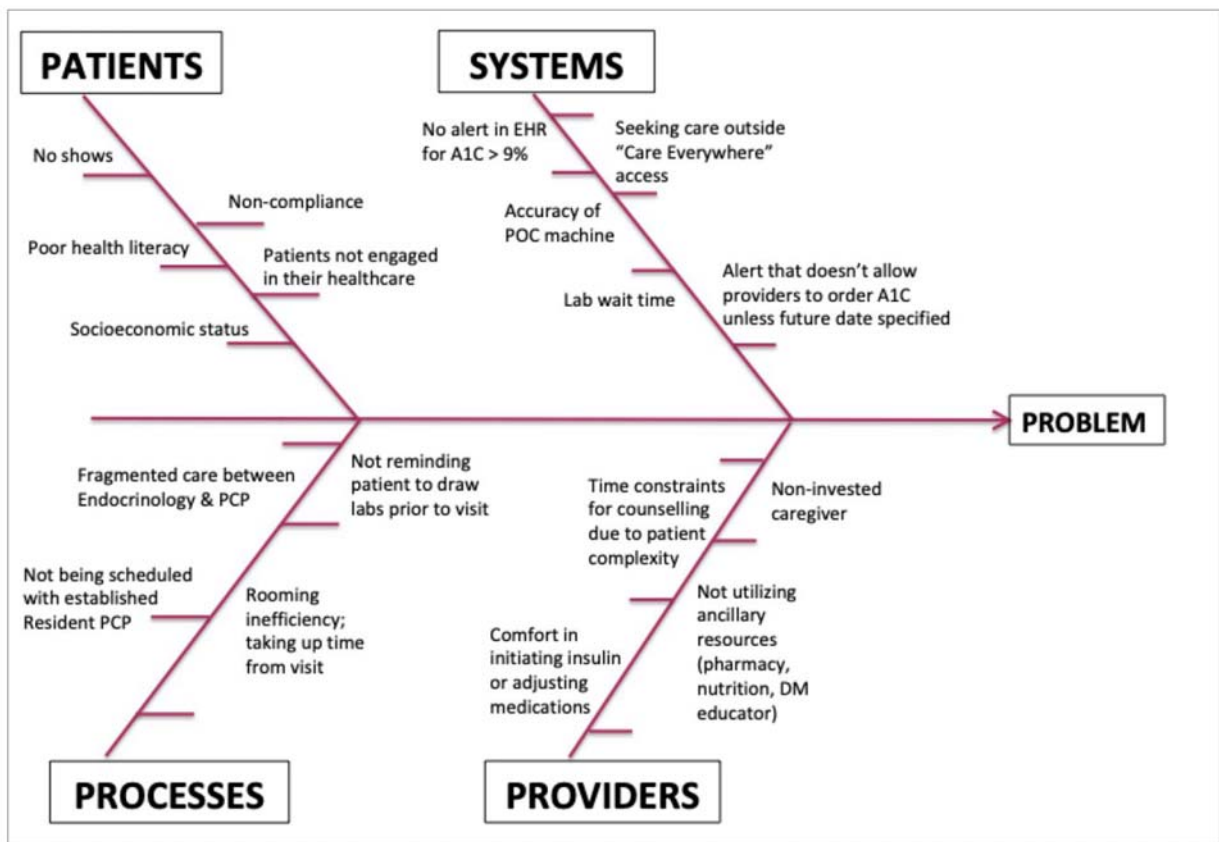 PATIENTS
No shows
Non-compliance
Poor health literacy
Patients not engaged
in their healthcare
Socioeconomic status
SYSTEMS
No alert in EHR
for A1C > 9%
Seeking care outside
“Care Everywhere”
access
Accuracy of
POC machine
Lab wait time
Alert that doesn’t allow
providers to order A1C
unless future date specified
PROBLEM
Fragmented care between
Endocrinology & PCP
Not reminding
patient to draw
labs prior to visit
Not being scheduled
with established
Resident PCP
Rooming
inefficiency;
taking up time
from visit
PROCESSES
Time constraints
for counselling
due to patient
complexity
Non-invested
caregiver
Comfort in
initiating insulin
or adjusting
medications
Not utilizing
ancillary
resources
(pharmacy,
nutrition, DM
educator)
PROVIDERS